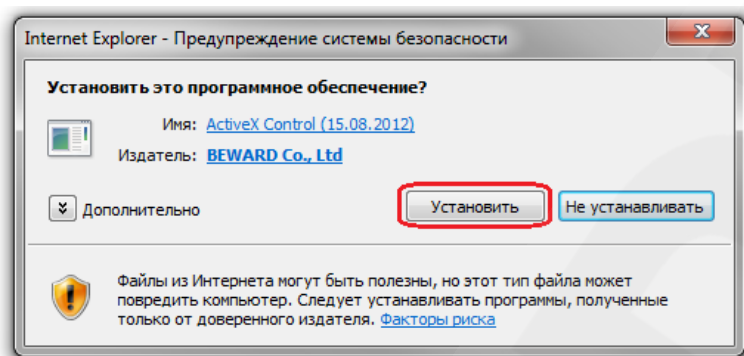 Internet Explorer - Предупреждение системы безопасности
Установить это программное обеспечение?
Имя: ActiveX Control (15.08.2012)
Издатель: BEWARD Co., Ltd
Дополнительно
Установить
Не устанавливать
Файлы из Интернета могут быть полезны, но этот тип файла может
повредить компьютер. Следует устанавливать программы, полученные
только от доверенного издателя. Факторы риска